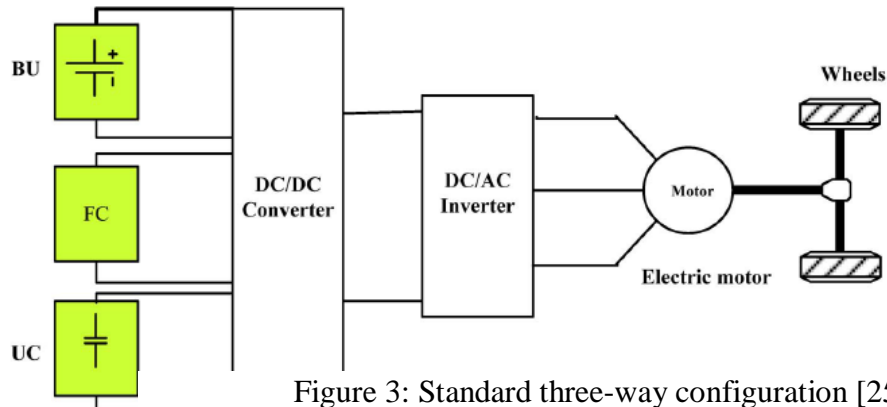 BU
+
FC
UC
DC/DC
Converter
DC/AC
Inverter
Motor
Electric motor
Wheels
Figure 3: Standard three-way configuration [25